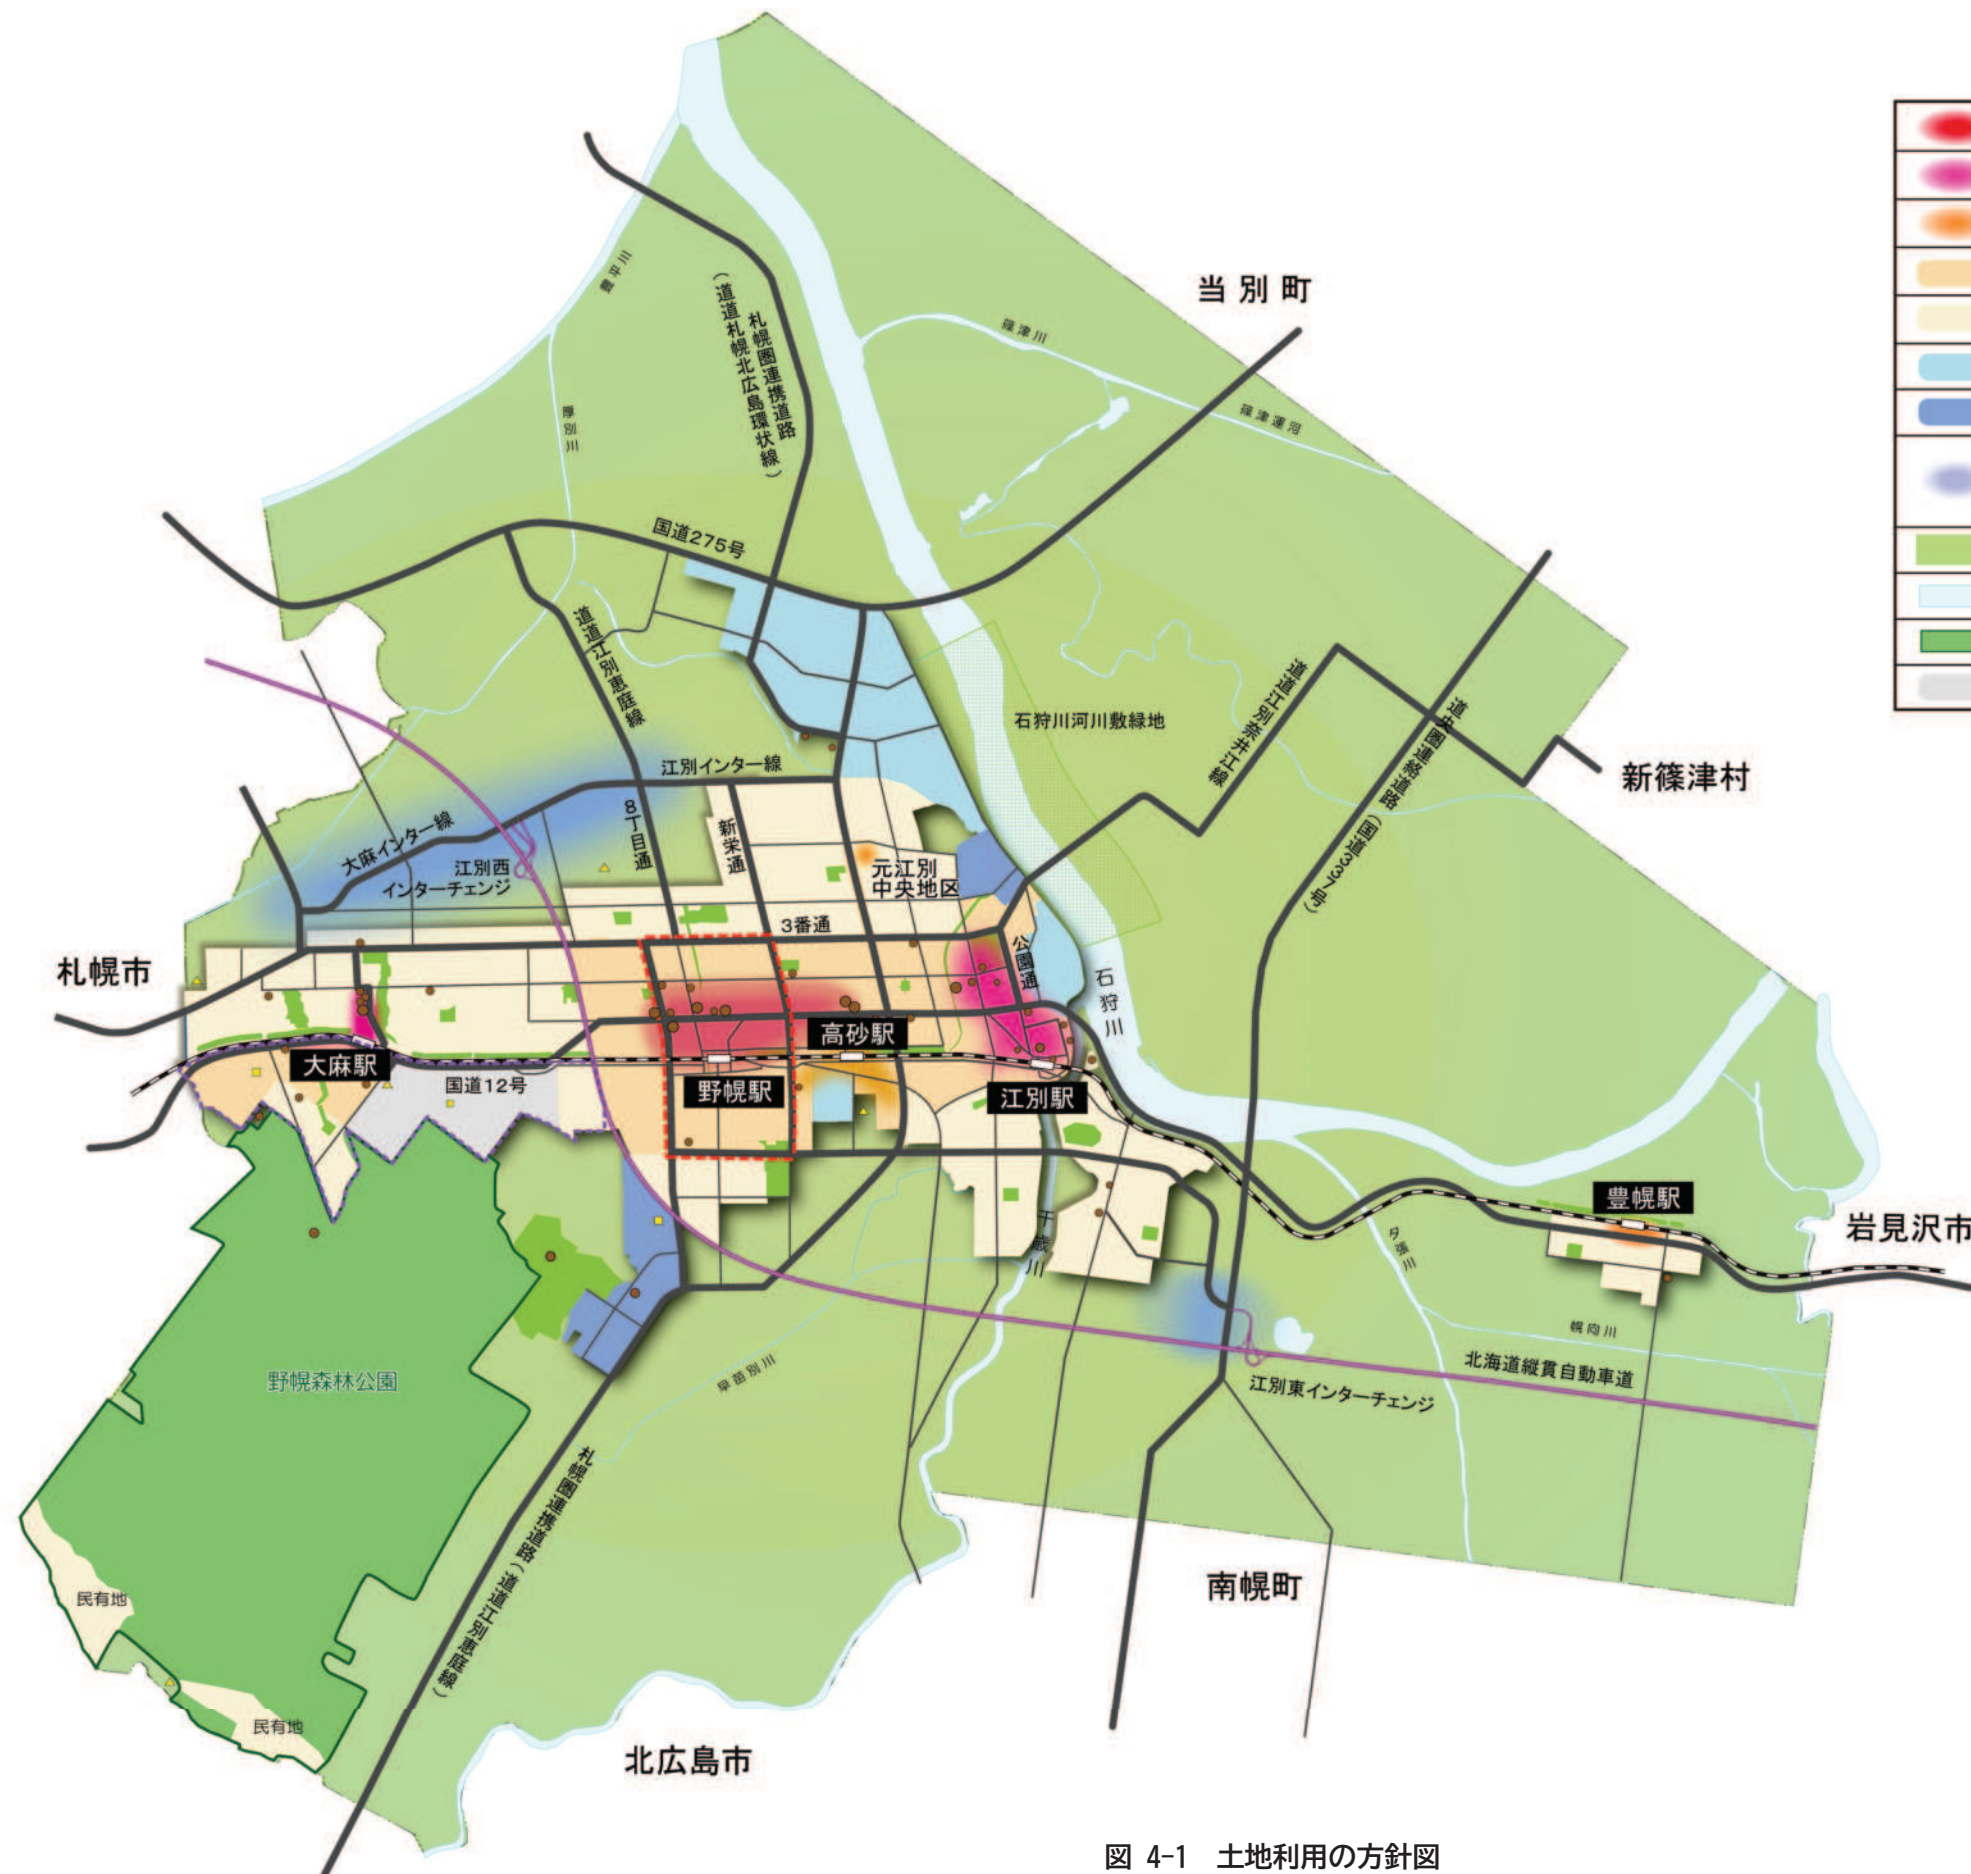 当別町
篠津川
豊平川
札幌圏連携道路
（道道札幌北広島環状線）
厚別川
篠津運河
国道275号
道道江別恵庭線
石狩川河川敷緑地
道道江別奈井江線
道央圏連絡道路（国道337号）
新篠津村
江別インター線
8丁目通
新栄通
大麻インター線
江別西
インターチェンジ
元江別
中央地区
3番通
公園通
札幌市
石狩川
大麻駅
国道12号
野幌駅
高砂駅
江別駅
豊幌駅
岩見沢市
千歳川
夕張川
幌向川
北海道縦貫自動車道
江別東インターチェンジ
早苗別川
野幌森林公園
札幌圏連携道路（道道江別恵庭線）
民有地
民有地
南幌町
北広島市
図 4-1 土地利用の方針図